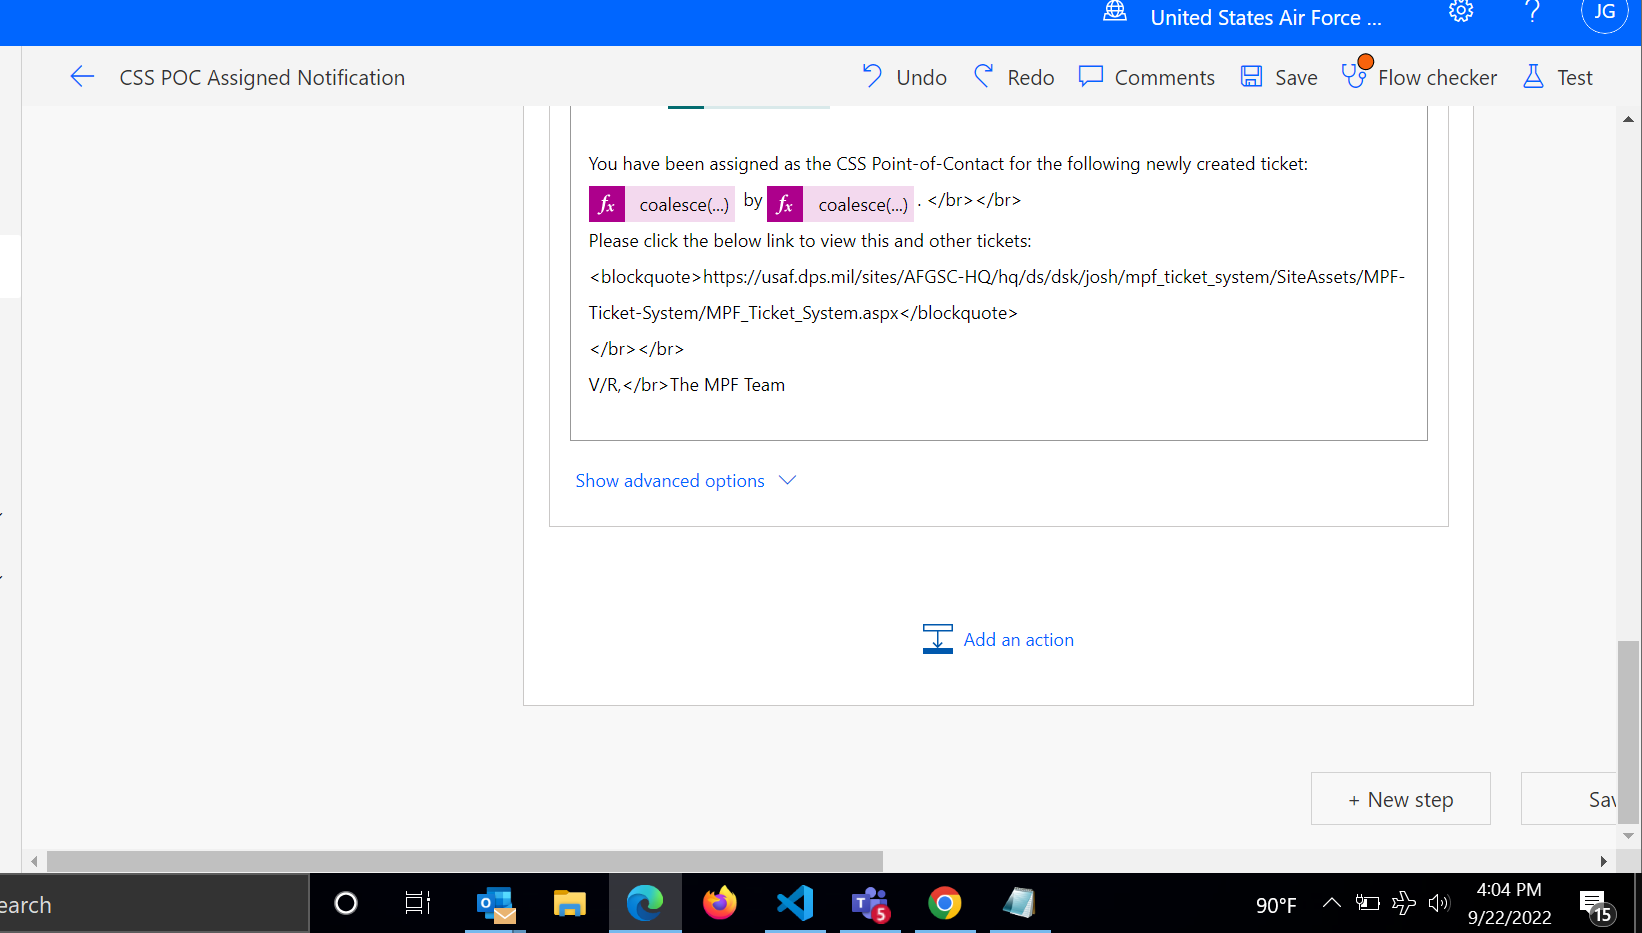 United States Air Force ...
?
JG
CSS POC Assigned Notification
Undo
Redo
Comments
Save
Flow checker
Test
You have been assigned as the CSS Point-of-Contact for the following newly created ticket:
fx coalesce(...) by fx coalesce(...) . </br></br>
Please click the below link to view this and other tickets:
<blockquote>https://usaf.dps.mil/sites/AFGSC-HQ/hq/ds/dsk/josh/mpf_ticket_system/SiteAssets/MPF-
Ticket-System/MPF_Ticket_System.aspx</blockquote>
</br></br>
V/R,</br>The MPF Team
Show advanced options
Add an action
+ New step
Sav
earch
5
90°F
4:04 PM
9/22/2022
15